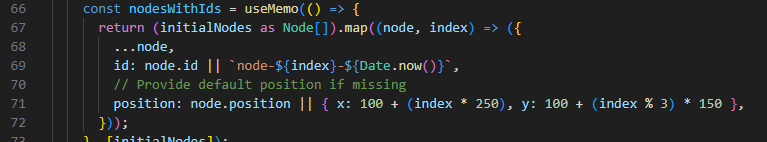 66 const nodesWithIds = useMemo(() => {
67 return (initialNodes as Node[]).map((node, index) => ({
68 ...node,
69 id: node.id || `node-${index}-${Date.now()}`,
70 // Provide default position if missing
71 position: node.position || { x: 100 + (index * 250), y: 100 + (index % 3) * 150 },
72 }));
73 }, [initialNodes]);